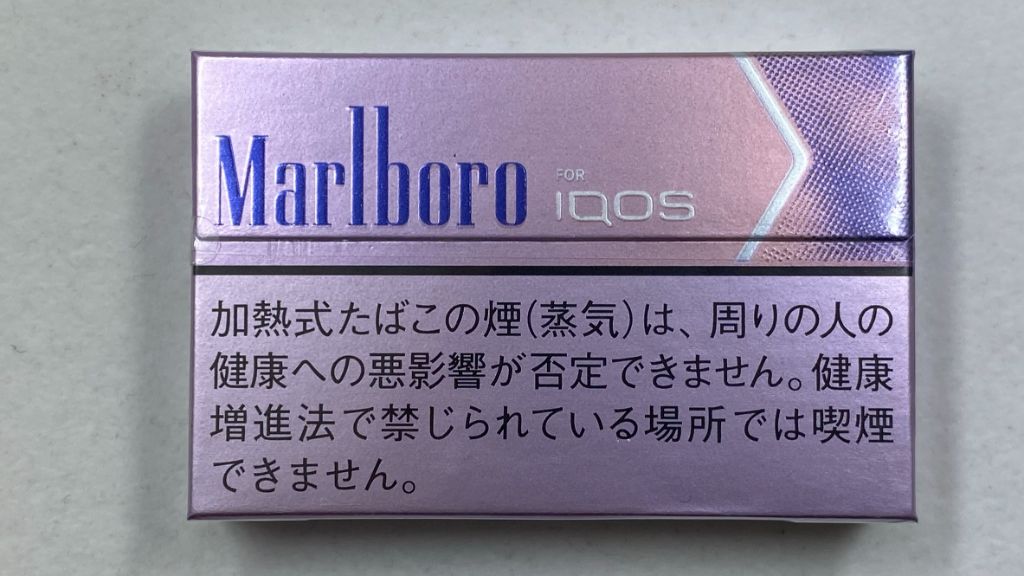 Marlboro
FOR
IQOS
加熱式たばこの煙(蒸気)は、周りの人の
健康への悪影響が否定できません。健康
増進法で禁じられている場所では喫煙
できません。